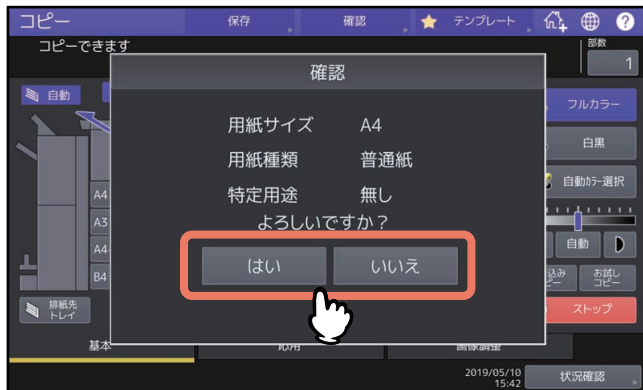 コピー
保存
確認
テンプレート
?
コピーできます
部数
1
自動
確認
用紙サイズ A4
用紙種類 普通紙
特定用途 無し
よろしいですか？
はい
いいえ
A4
A3
A4
B4
排紙先
トレイ
フルカラー
白黒
自動ｶﾗｰ選択
自動
お試し
コピー
ストップ
基本
応用
画像調整
2019/05/10
15:42
状況確認